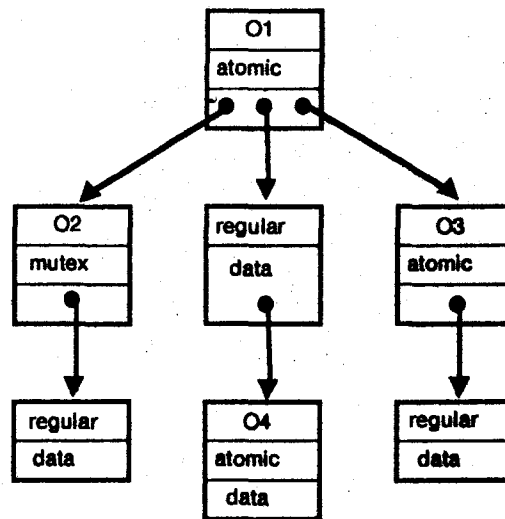 O1
atomic
O2
mutex
regular
data
O3
atomic
regular
data
O4
atomic
data
regular
data